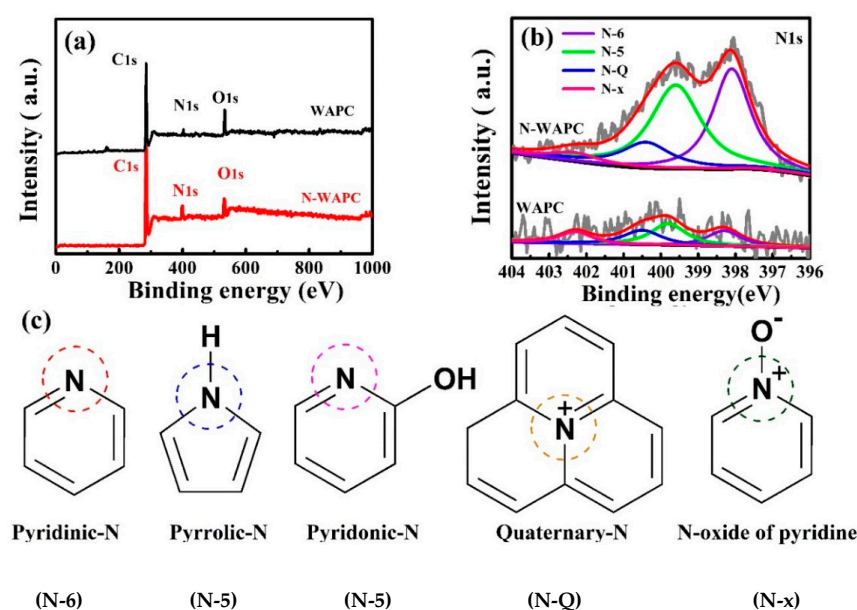 (a)
C1s
N1s
O1s
WAPC
C1s
N1s
O1s
N-WAPC
Intensity ( a.u.)
0 200 400 600 800 1000
Binding energy (eV)
(b)
N-6
N-5
N-Q
N-x
N1s
N-WAPC
WAPC
Intensity (a.u.)
404 403 402 401 400 399 398 397 396
Binding energy(eV)
(c)
N
H
N
N
OH
N
+
O-
N
+
Pyridinic-N Pyrrolic-N Pyridonic-N Quaternary-N N-oxide of pyridine
(N-6) (N-5) (N-5) (N-Q) (N-x)